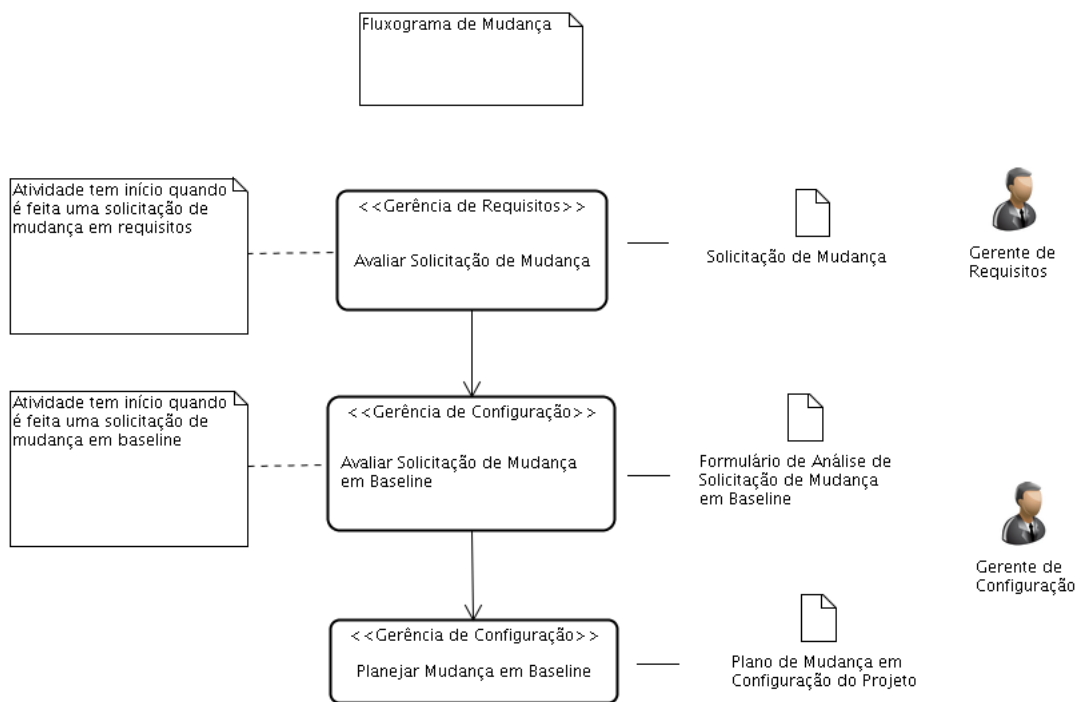 Fluxograma de Mudança
Atividade tem início quando
é feita uma solicitação de
mudança em requisitos
<<Gerência de Requisitos>>
Avaliar Solicitação de Mudança
Solicitação de Mudança
Gerente de
Requisitos
Atividade tem início quando
é feita uma solicitação de
mudança em baseline
<<Gerência de Configuração>>
Avaliar Solicitação de Mudança
em Baseline
Formulário de Análise de
Solicitação de Mudança
em Baseline
Gerente de
Configuração
<<Gerência de Configuração>>
Planejar Mudança em Baseline
Plano de Mudança em
Configuração do Projeto